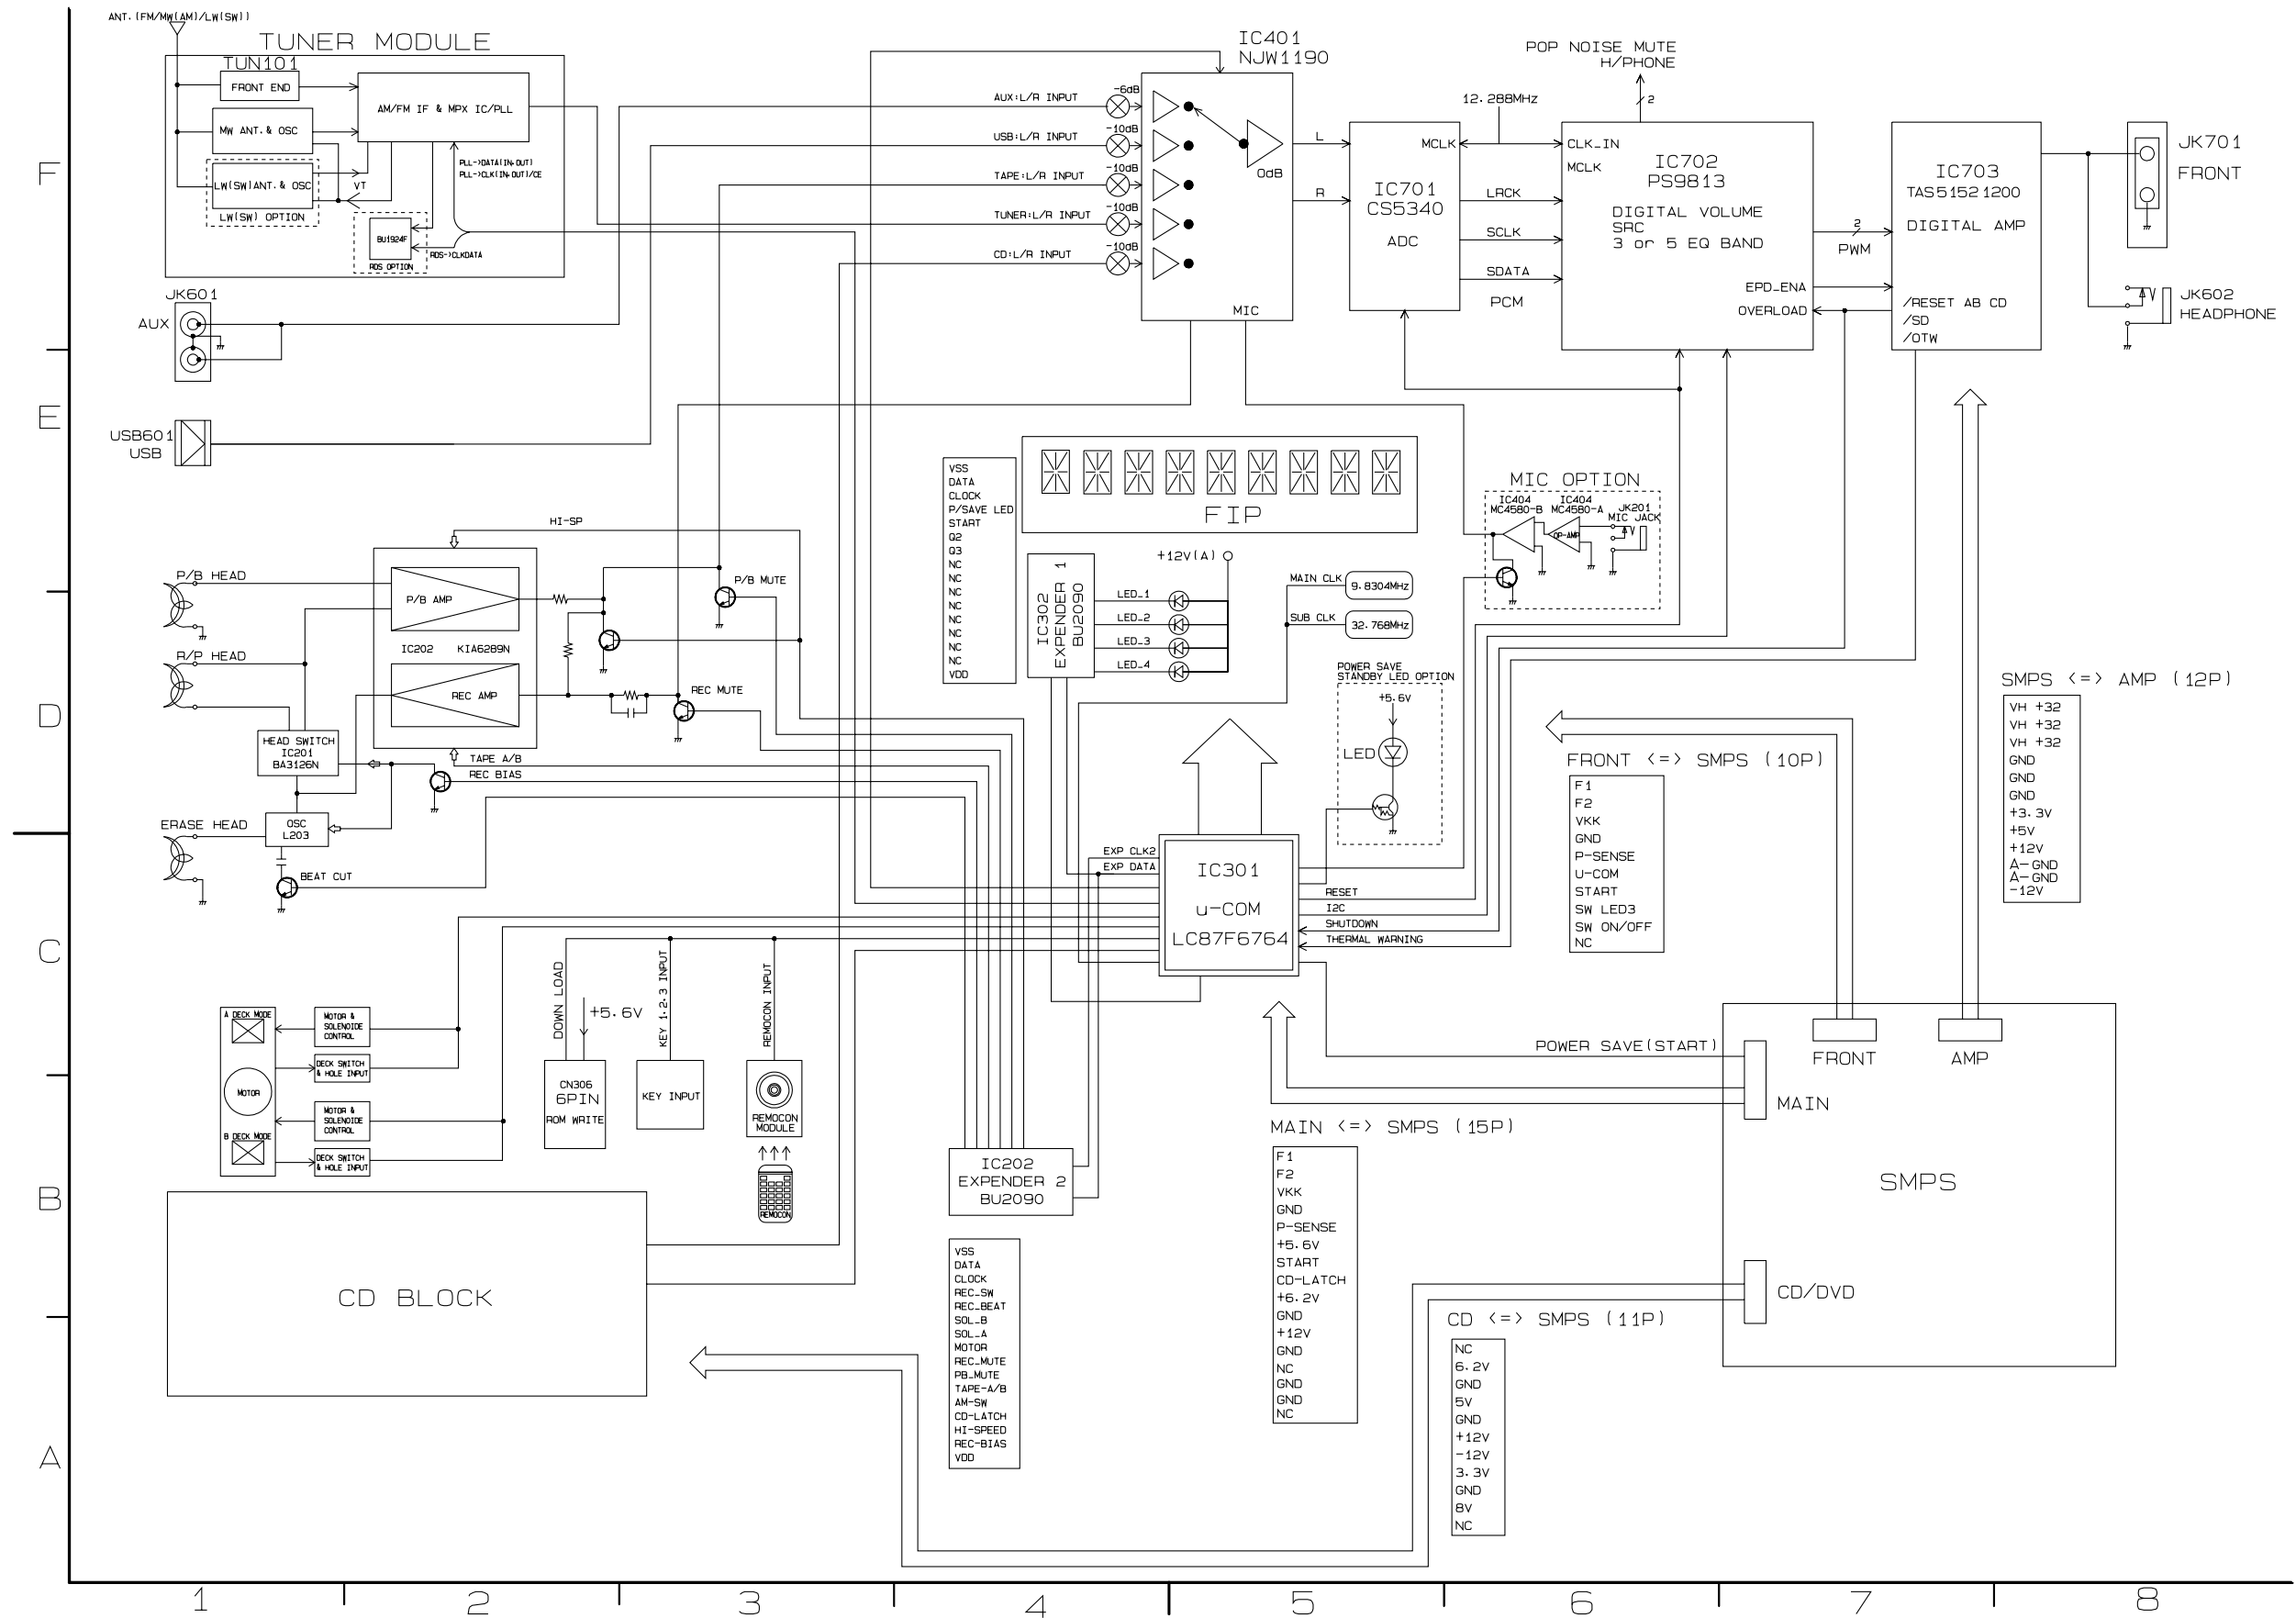 ANT.(FM/MW(AM)/LW(SW))
TUNER MODULE
TUN101
FRONT END
AM/FM IF & MPX IC/PLL
MW ANT.& OSC
LW(SW)ANT.& OSC
LW(SW) OPTION
VT
PLL->DATA(IN,OUT)
PLL->CLK(IN,OUT)/CE
BU1924F
RDS OPTION
RDS->CLKDATA
JK601
AUX
USB601
USB
AUX:L/R INPUT
USB:L/R INPUT
TAPE:L/R INPUT
TUNER:L/R INPUT
CD:L/R INPUT
-6dB
-10dB
-10dB
-10dB
-10dB
IC401
NJW1190
0dB
MIC
L
R
IC701
CS5340
ADC
MCLK
12.288MHz
LRCK
SCLK
SDATA
PCM
POP NOISE MUTE
H/PHONE
2
CLK_IN
MCLK
IC702
PS9813
DIGITAL VOLUME
SRC
3 or 5 EQ BAND
EPD_ENA
OVERLOAD
2
PWM
IC703
TAS5152 1200
DIGITAL AMP
/RESET AB CD
/SD
/OTW
JK701
FRONT
JK602
HEADPHONE
F
E
D
C
B
A
VSS
DATA
CLOCK
P/SAVE LED
START
Q2
Q3
NC
NC
NC
NC
NC
NC
NC
NC
VDD
FIP
MIC OPTION
IC404
MC4580-B
IC404
MC4580-A
JK201
MIC JACK
OP-AMP
HI-SP
P/B HEAD
R/P HEAD
P/B AMP
IC202 KIA6289N
REC AMP
P/B MUTE
REC MUTE
HEAD SWITCH
IC201
BA3126N
TAPE A/B
REC BIAS
ERASE HEAD
OSC
L203
BEAT CUT
IC302
EXPENDER 1
BU2090
+12V(A)
LED_1
LED_2
LED_3
LED_4
MAIN CLK
9.8304MHz
SUB CLK
32.768MHz
POWER SAVE
STANDBY LED OPTION
+5.6V
LED
EXP CLK2
EXP DATA
IC301
u-COM
LC87F6764
RESET
I2C
SHUTDOWN
THERMAL WARNING
FRONT <=> SMPS (10P)
F1
F2
VKK
GND
P-SENSE
U-COM
START
SW LED3
SW ON/OFF
NC
SMPS <=> AMP (12P)
VH +32
VH +32
VH +32
GND
GND
GND
+3.3V
+5V
+12V
A-GND
A-GND
-12V
A DECK MODE
MOTOR
B DECK MODE
MOTOR &
SOLENOIDE
CONTROL
DECK SWITCH
& HOLE INPUT
MOTOR &
SOLENOIDE
CONTROL
DECK SWITCH
& HOLE INPUT
DOWN LOAD
+5.6V
KEY 1.2.3 INPUT
REMOCON INPUT
CN306
6PIN
ROM WRITE
KEY INPUT
REMOCON
MODULE
REMOCON
CD BLOCK
IC202
EXPENDER 2
BU2090
VSS
DATA
CLOCK
REC_SW
REC_BEAT
SOL_B
SOL_A
MOTOR
REC_MUTE
PB_MUTE
TAPE-A/B
AM-SW
CD-LATCH
HI-SPEED
REC-BIAS
VDD
MAIN <=> SMPS (15P)
F1
F2
VKK
GND
P-SENSE
+5.6V
START
CD-LATCH
+6.2V
GND
+12V
GND
NC
GND
GND
NC
POWER SAVE(START)
FRONT
AMP
MAIN
SMPS
CD/DVD
CD <=> SMPS (11P)
NC
6.2V
GND
5V
GND
+12V
-12V
3.3V
GND
8V
NC
1
2
3
4
5
6
7
8